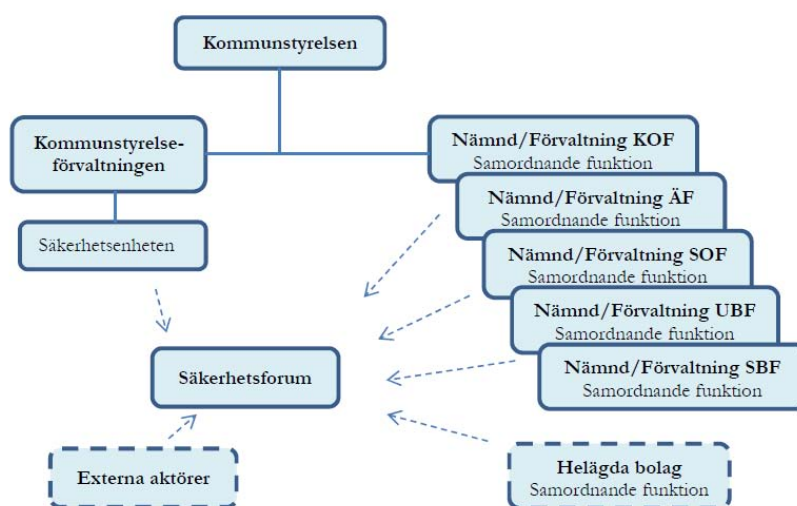 Kommunstyrelsen
Kommunstyrelse-
förvaltningen
Säkerhetsenheten
Nämnd/Förvaltning KOF
Samordnande funktion
Nämnd/Förvaltning ÄF
Samordnande funktion
Nämnd/Förvaltning SOF
Samordnande funktion
Nämnd/Förvaltning UBF
Samordnande funktion
Nämnd/Förvaltning SBF
Samordnande funktion
Säkerhetsforum
Externa aktörer
Helägda bolag
Samordnande funktion